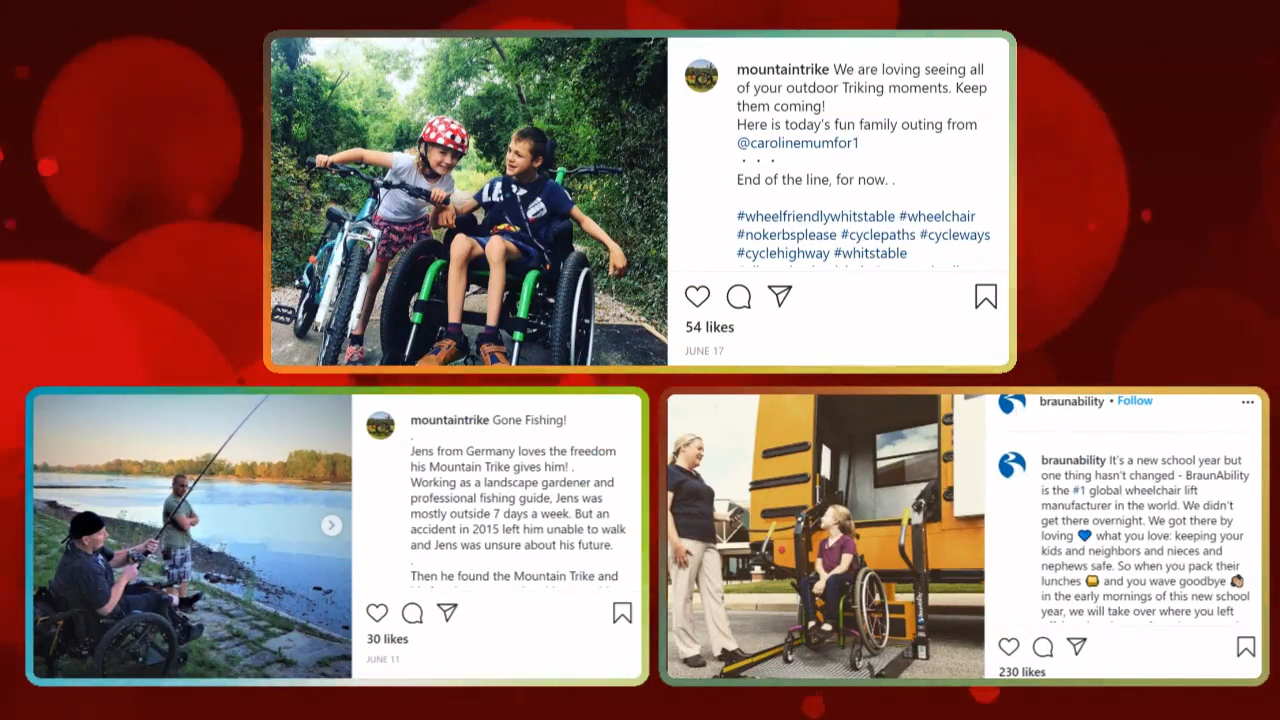 mountaintrike We are loving seeing all
of your outdoor Triking moments. Keep
them coming!
Here is today's fun family outing from
@carolinemumfor1
. . .
End of the line, for now. .
#wheelfriendlywhitstable #wheelchair
#nokerbsplease #cyclepaths #cycleways
#cyclehighway #whitstable
54 likes
JUNE 17
mountaintrike Gone Fishing!
.
Jens from Germany loves the freedom
his Mountain Trike gives him! .
Working as a landscape gardener and
professional fishing guide, Jens was
mostly outside 7 days a week. But an
accident in 2015 left him unable to walk
and Jens was unsure about his future.
.
Then he found the Mountain Trike and
30 likes
JUNE 11
braunability • Follow
braunability It's a new school year but
one thing hasn't changed - BraunAbility
is the #1 global wheelchair lift
manufacturer in the world. We didn't
get there overnight. We got there by
loving 💙 what you love: keeping your
kids and neighbors and nieces and
nephews safe. So when you pack their
lunches 🍞 and you wave goodbye 👋
in the early mornings of this new school
year, we will take over where you left
230 likes